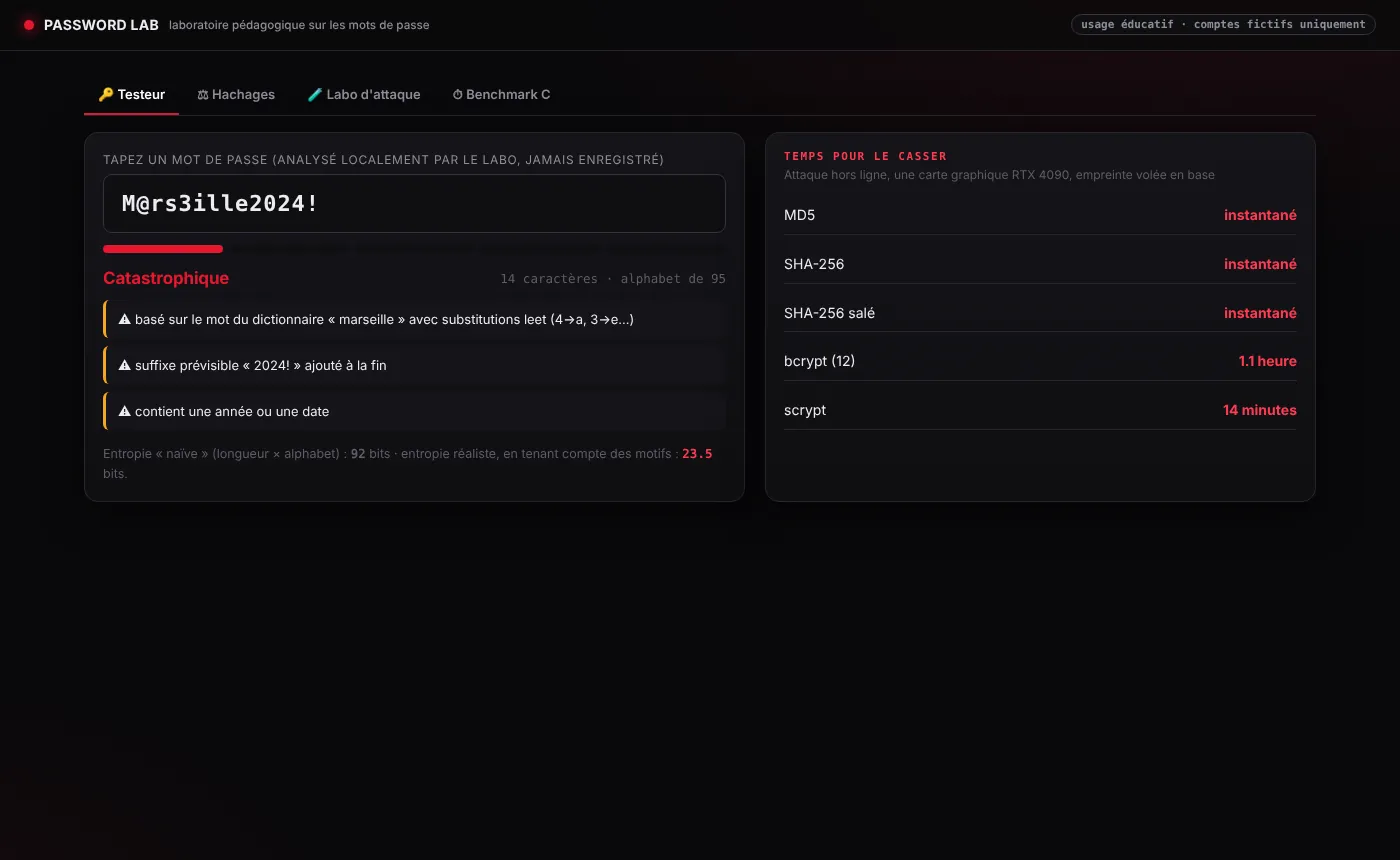 PASSWORD LAB laboratoire pédagogique sur les mots de passe
usage éducatif · comptes fictifs uniquement
🔑 Testeur
⚖ Hachages
🧪 Labo d'attaque
⏱ Benchmark C
TAPEZ UN MOT DE PASSE (ANALYSÉ LOCALEMENT PAR LE LABO, JAMAIS ENREGISTRÉ)
M@rs3ille2024!
Catastrophique
14 caractères · alphabet de 95
⚠ basé sur le mot du dictionnaire « marseille » avec substitutions leet (4→a, 3→e…)
⚠ suffixe prévisible « 2024! » ajouté à la fin
⚠ contient une année ou une date
Entropie « naïve » (longueur × alphabet) : 92 bits · entropie réaliste, en tenant compte des motifs : 23.5
bits.
TEMPS POUR LE CASSER
Attaque hors ligne, une carte graphique RTX 4090, empreinte volée en base
MD5 instantané
SHA-256 instantané
SHA-256 salé instantané
bcrypt (12) 1.1 heure
scrypt 14 minutes